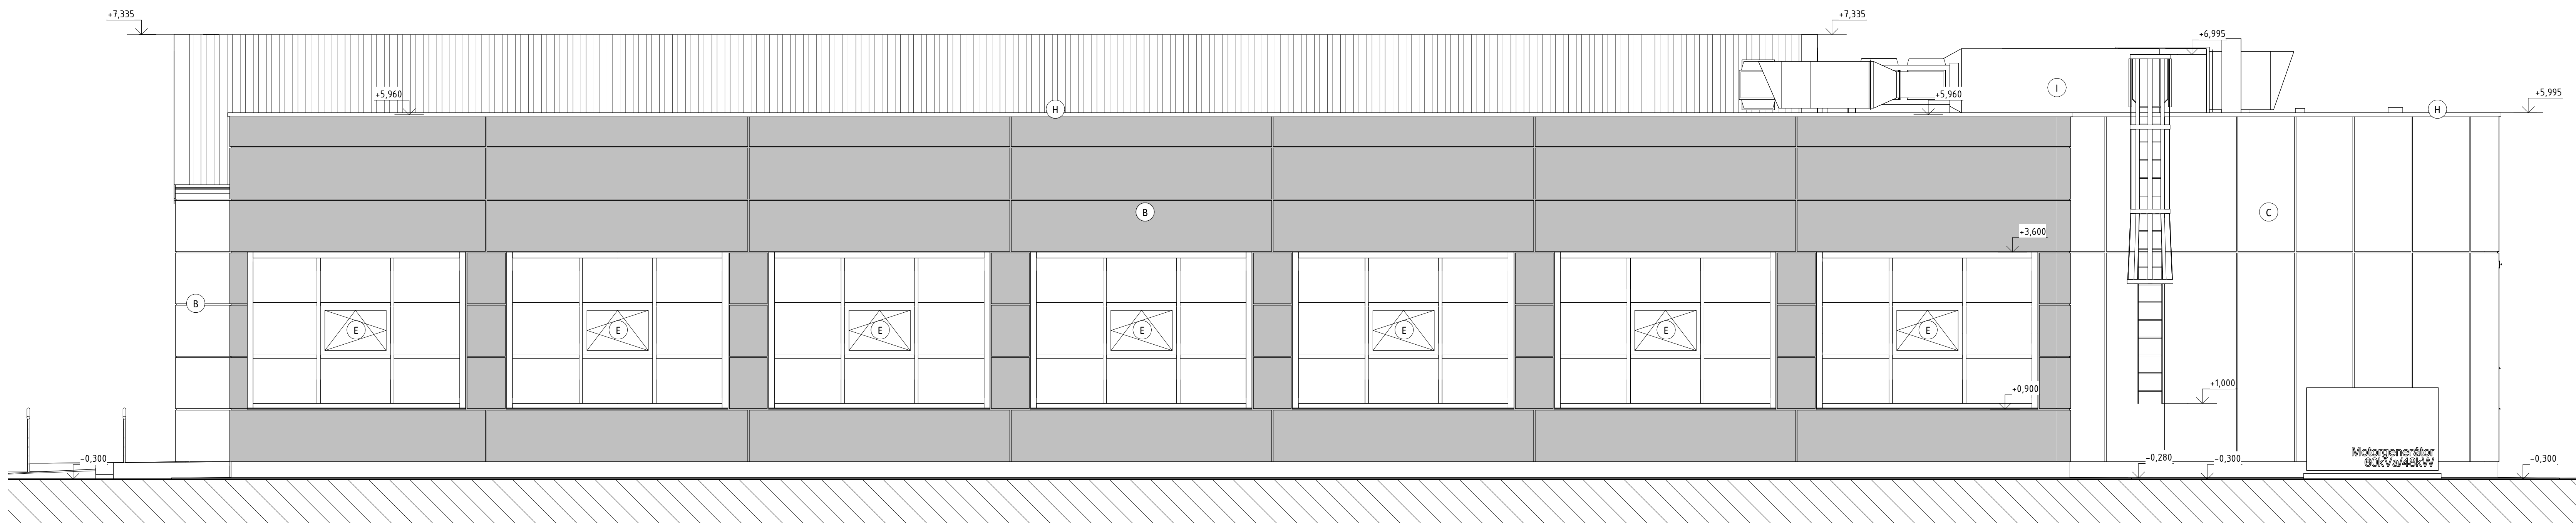 +7,335
+7,335
+6,995
+5,960
+5,960
+5,995
H
H
I
B
C
+3,600
B
E
E
E
E
E
E
E
+0,900
+1,000
-0,300
-0,280
-0,300
-0,300
Motorgenerátor
60kVa/48kW